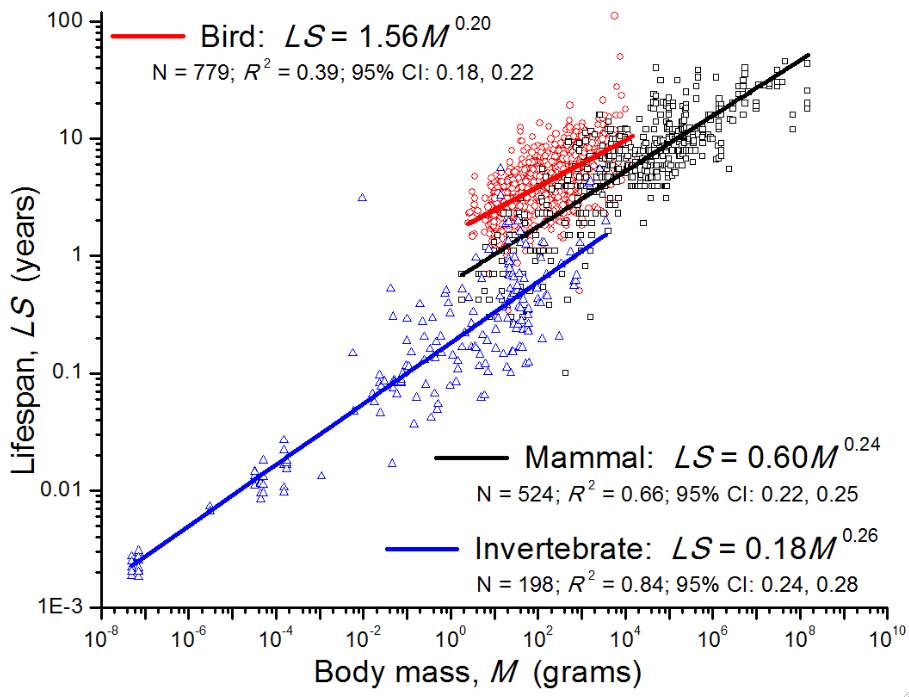 100
10
1
0.1
0.01
1E-3
Lifespan, LS (years)
Bird: LS = 1.56M^0.20
N = 779; R^2 = 0.39; 95% CI: 0.18, 0.22
Mammal: LS = 0.60M^0.24
N = 524; R^2 = 0.66; 95% CI: 0.22, 0.25
Invertebrate: LS = 0.18M^0.26
N = 198; R^2 = 0.84; 95% CI: 0.24, 0.28
10^-8 10^-6 10^-4 10^-2 10^0 10^2 10^4 10^6 10^8 10^10
Body mass, M (grams)